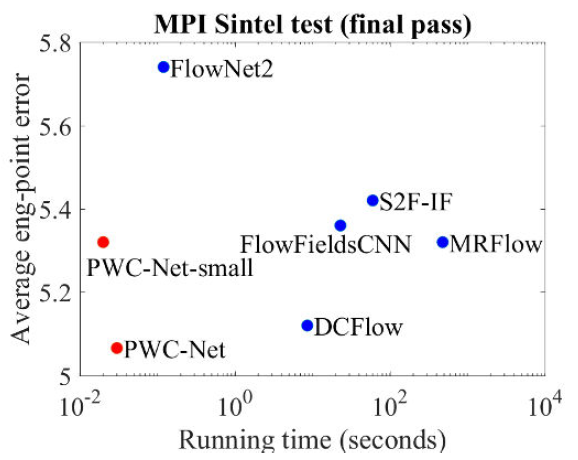 MPI Sintel test (final pass)
Average eng-point error
5.8
5.6
5.4
5.2
5
FlowNet2
S2F-IF
FlowFieldsCNN
MRFlow
PWC-Net-small
DCFlow
PWC-Net
10^-2
10^0
10^2
10^4
Running time (seconds)